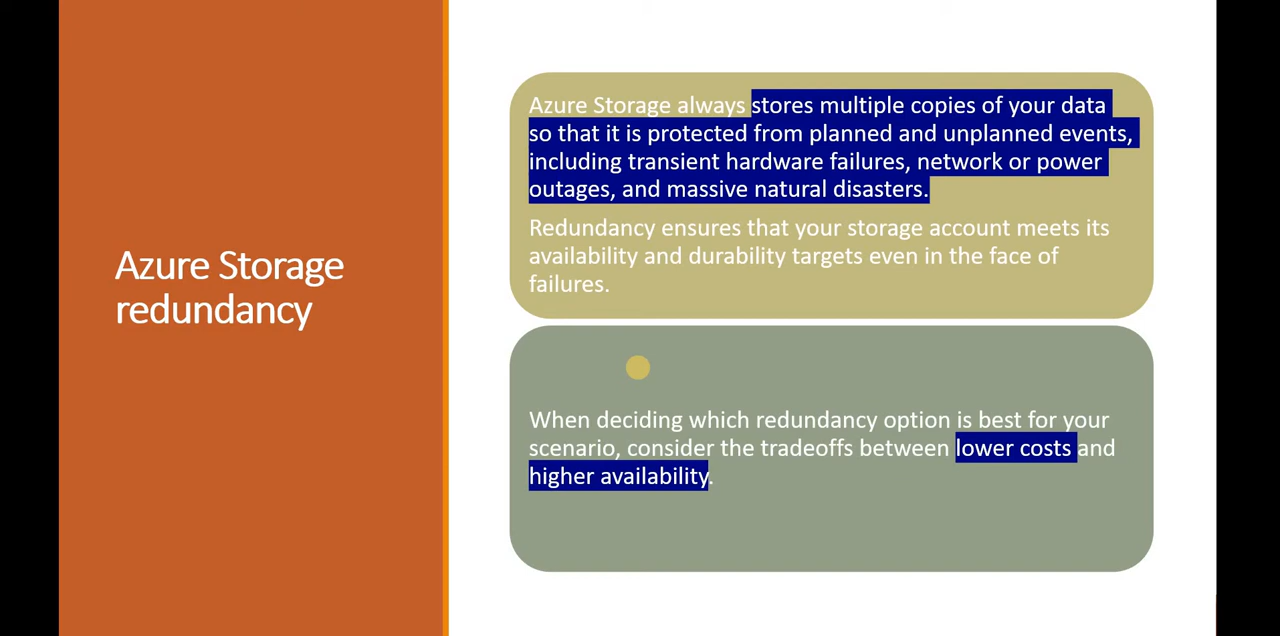 Azure Storage
redundancy
Azure Storage always stores multiple copies of your data
so that it is protected from planned and unplanned events,
including transient hardware failures, network or power
outages, and massive natural disasters.
Redundancy ensures that your storage account meets its
availability and durability targets even in the face of
failures.
When deciding which redundancy option is best for your
scenario, consider the tradeoffs between lower costs and
higher availability.